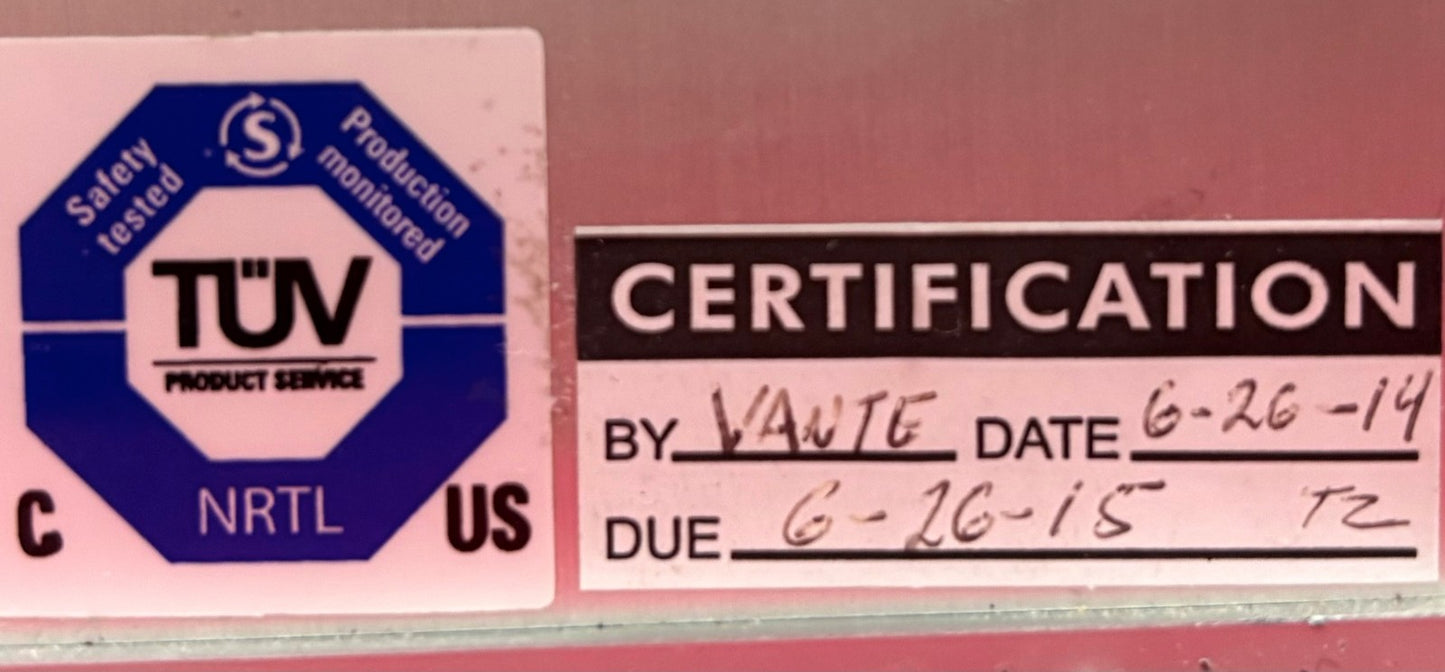 Safety
tested
S
Production
monitored
TÜV
PRODUCT SERVICE
NRTL
C US
CERTIFICATION
BY VANTE DATE 6-26-14
DUE 6-26-15 TZ